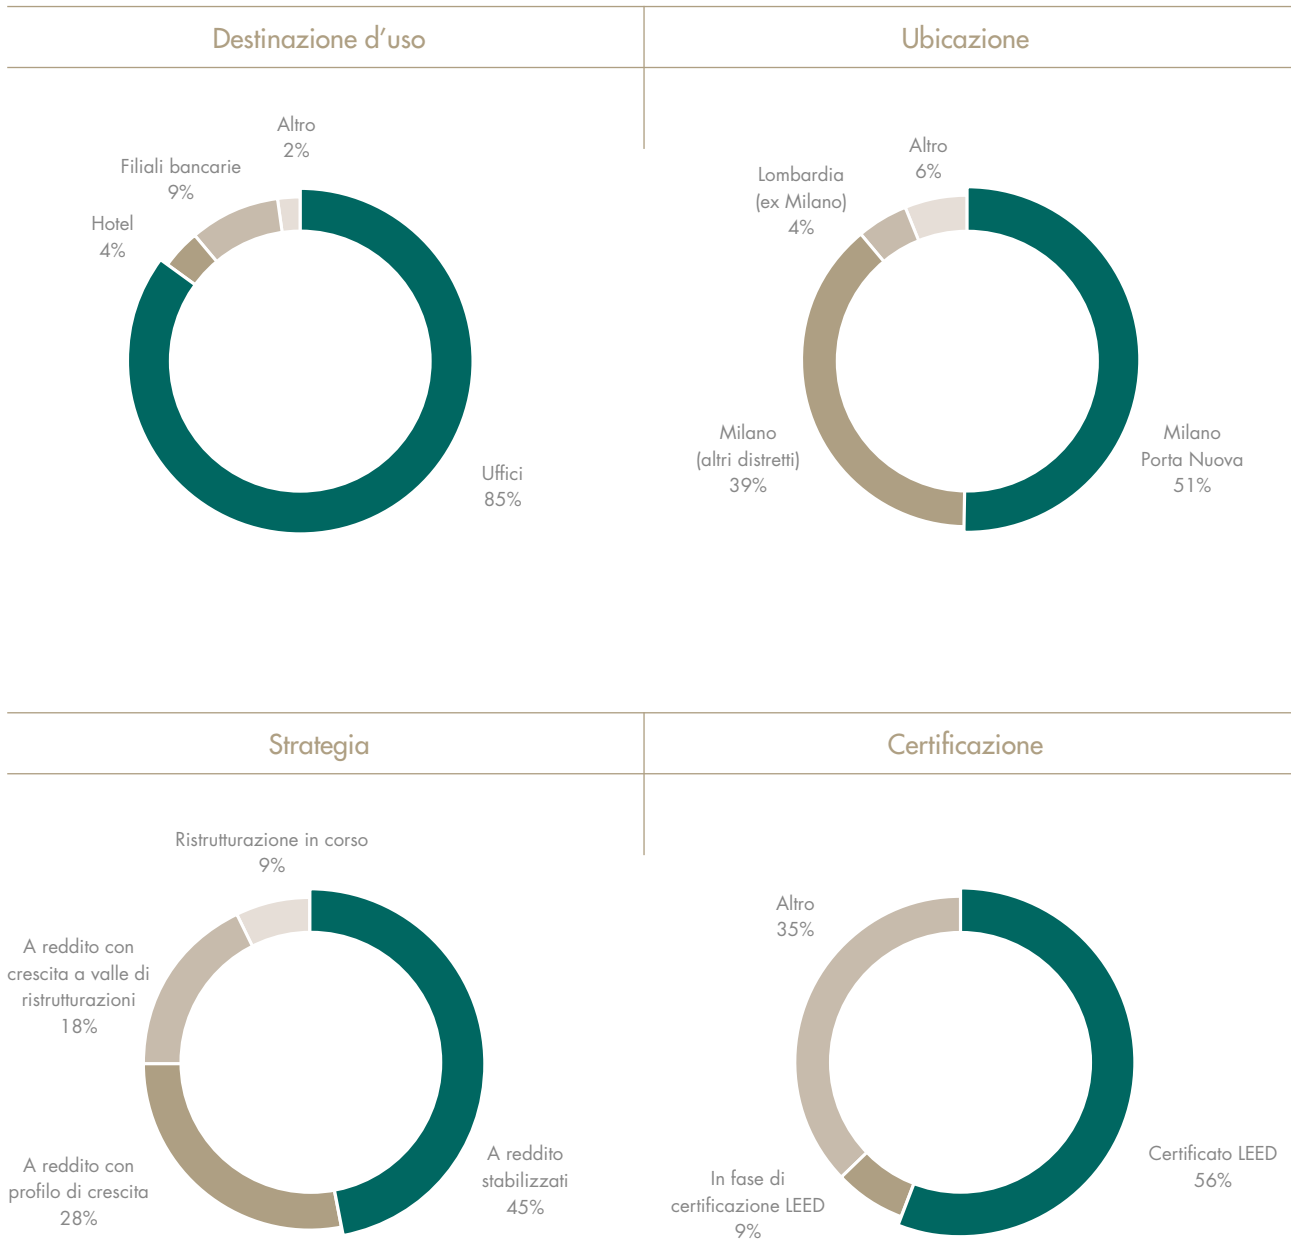 Destinazione d’uso
Ubicazione
Altro
2%
Filiali bancarie
9%
Hotel
4%
Uffici
85%
Altro
6%
Lombardia
(ex Milano)
4%
Milano
(altri distretti)
39%
Milano
Porta Nuova
51%
Strategia
Certificazione
Ristrutturazione in corso
9%
A reddito con
crescita a valle di
ristrutturazioni
18%
A reddito con
profilo di crescita
28%
A reddito
stabilizzati
45%
Altro
35%
In fase di
certificazione LEED
9%
Certificato LEED
56%